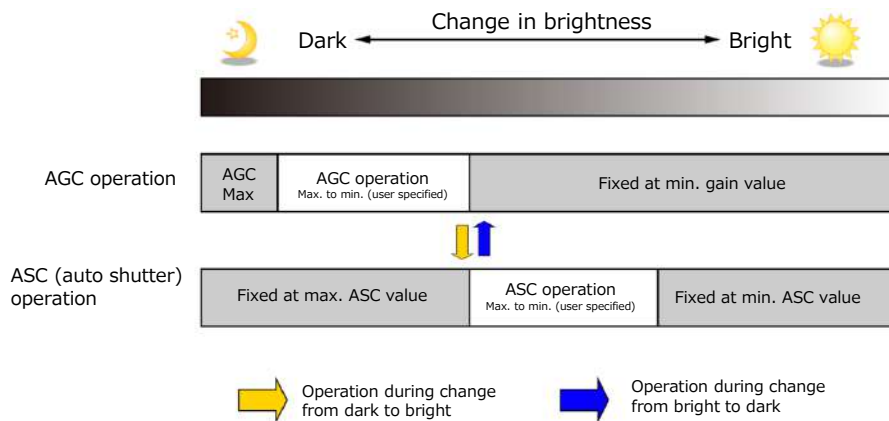 Change in brightness
Dark
Bright
AGC operation
AGC
Max
AGC operation
Max. to min. (user specified)
Fixed at min. gain value
ASC (auto shutter)
operation
Fixed at max. ASC value
ASC operation
Max. to min. (user specified)
Fixed at min. ASC value
Operation during change
from dark to bright
Operation during change
from bright to dark